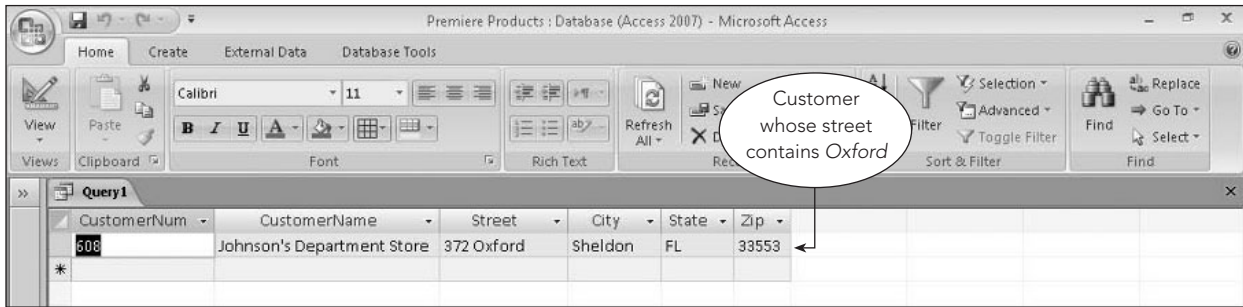 Premiere Products : Database (Access 2007) - Microsoft Access
Home Create External Data Database Tools
View
Views
Paste
Clipboard
Calibri 11
B I U A
Font
Rich Text
Refresh All
New
Filter
Selection
Advanced
Toggle Filter
Sort & Filter
Find
Replace
Go To
Select
Find
Customer
whose street
contains Oxford
Query1
CustomerNum CustomerName Street City State Zip
608 Johnson's Department Store 372 Oxford Sheldon FL 33553